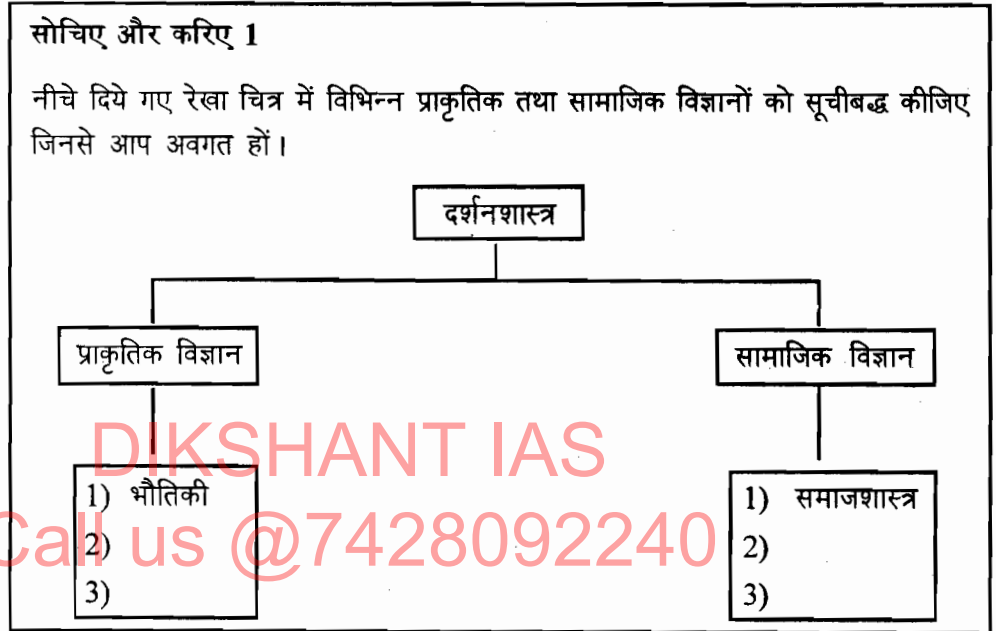 सोचिए और करिए 1
नीचे दिये गए रेखा चित्र में विभिन्न प्राकृतिक तथा सामाजिक विज्ञानों को सूचीबद्ध कीजिए
जिनसे आप अवगत हों।
दर्शनशास्त्र
प्राकृतिक विज्ञान
सामाजिक विज्ञान
1) भौतिकी
2)
3)
1) समाजशास्त्र
2)
3)
DIKSHANT IAS
Call us @7428092240